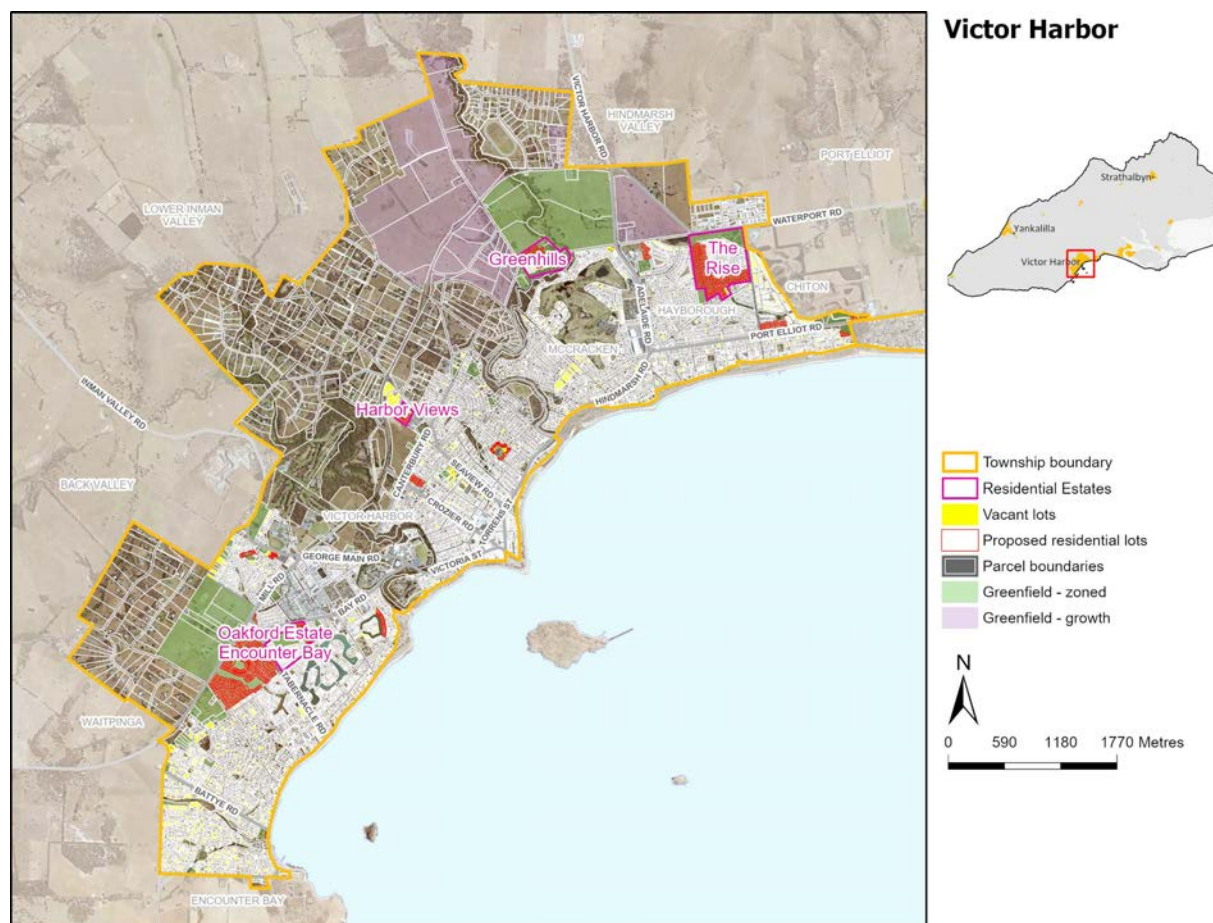 Victor Harbor
VICTOR HARBOR RD
HINDMARSH
VALLEY
PORT ELLIOT
LOWER INMAN
VALLEY
WATERPORT RD
Greenhills
The
Rise
ADELAIDE RD
CHITON
HAYBOROUGH
PORT ELLIOT RD
MCCRACKEN
HINDMARSH RD
INMAN VALLEY RD
Harbor Views
CANTERBURY RD
SEAVIEW RD
BACK VALLEY
CROZIER RD
TORRENS ST
VICTOR HARBOR
GEORGE MAIN RD
VICTORIA ST
MILL RD
BAY RD
Oakford Estate
Encounter Bay
TABERNACLE RD
WAITPINGA
BATTYE RD
ENCOUNTER BAY
Strathalbyn
Yankalilla
Victor Harbor
Township boundary
Residential Estates
Vacant lots
Proposed residential lots
Parcel boundaries
Greenfield - zoned
Greenfield - growth
N
0 590 1180 1770 Metres